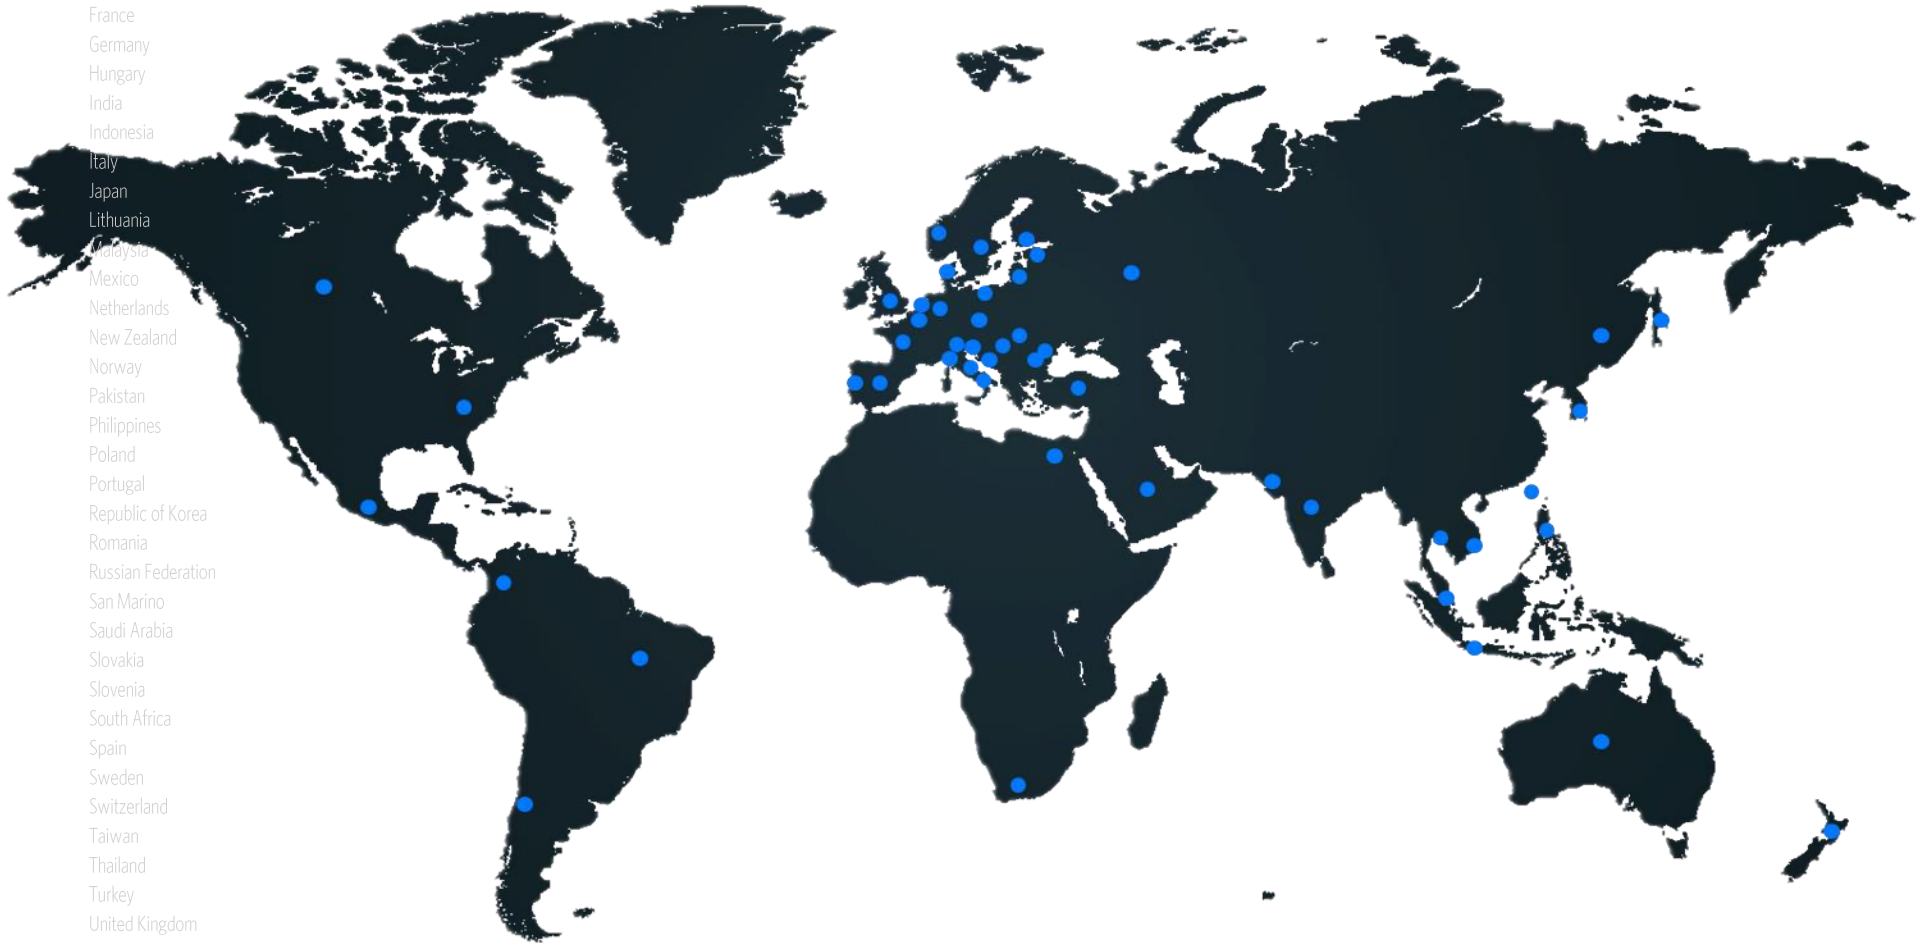 France
Germany
Hungary
India
Indonesia
Italy
Japan
Lithuania
Malaysia
Mexico
Netherlands
New Zealand
Norway
Pakistan
Philippines
Poland
Portugal
Republic of Korea
Romania
Russian Federation
San Marino
Saudi Arabia
Slovakia
Slovenia
South Africa
Spain
Sweden
Switzerland
Taiwan
Thailand
Turkey
United Kingdom